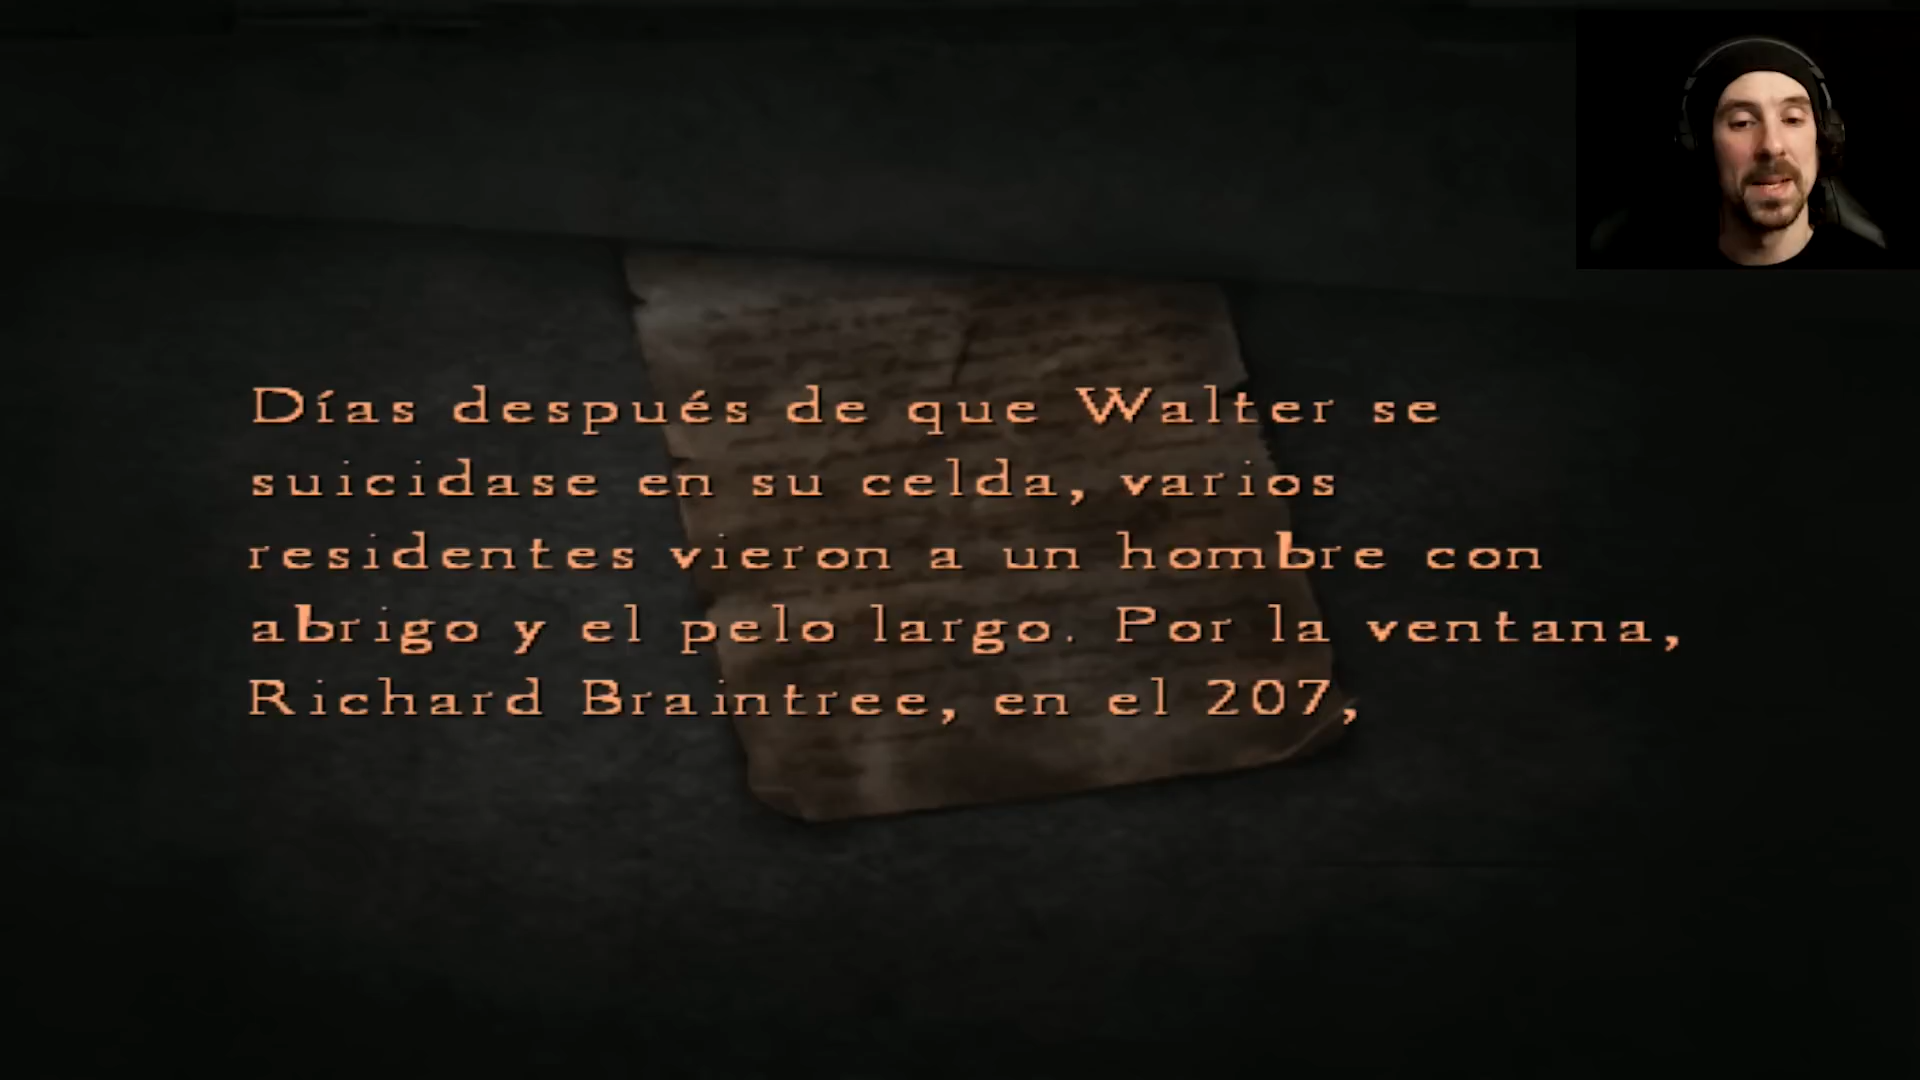 Días después de que Walter se
suicidase en su celda, varios
residentes vieron a un hombre con
abrigo y el pelo largo. Por la ventana,
Richard Braintree, en el 207,